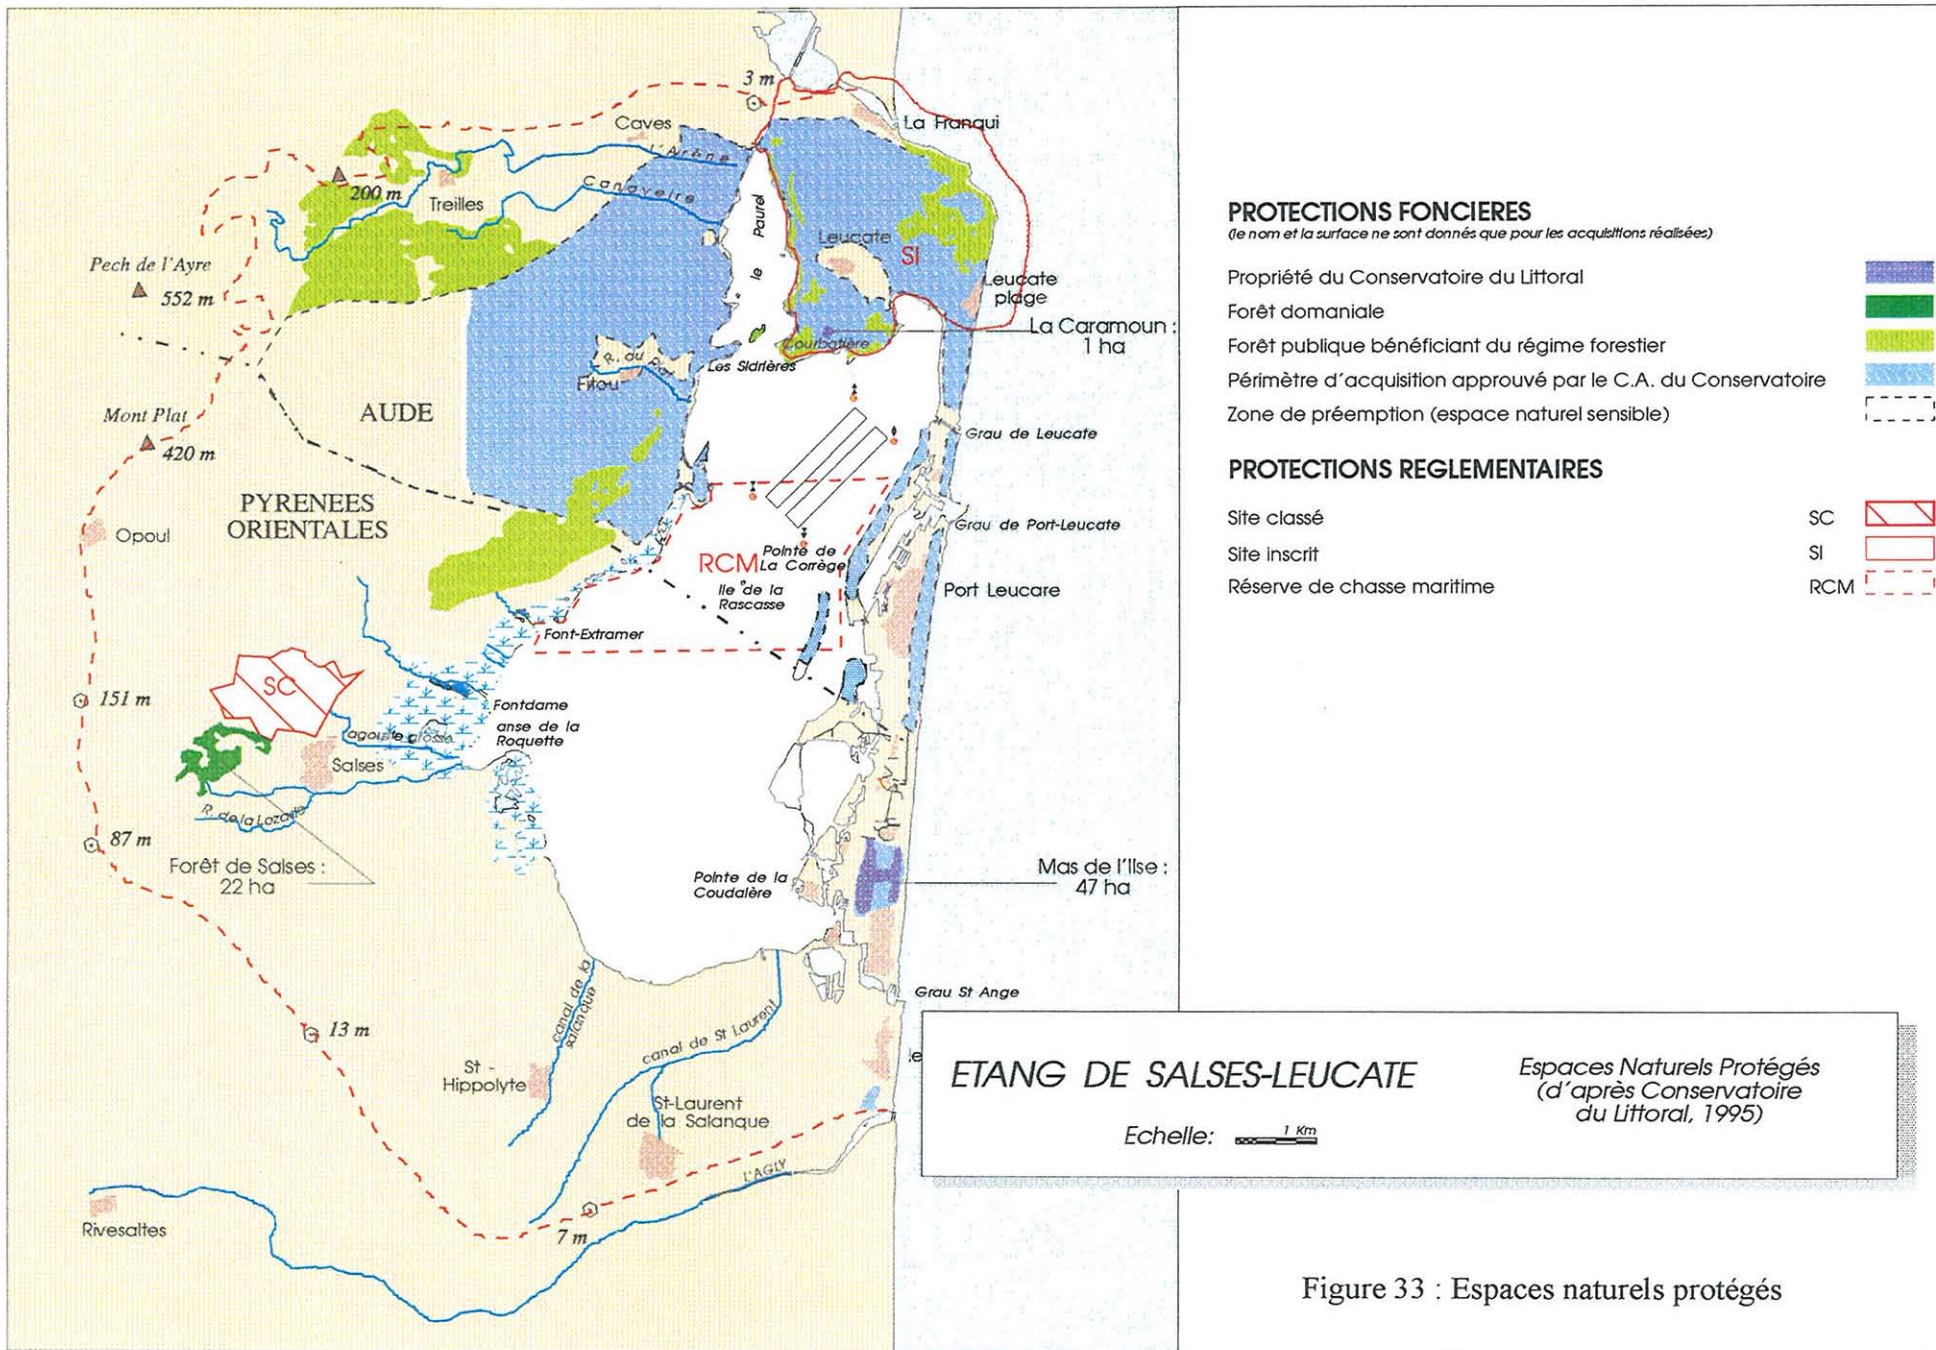 3 m
La Franqui
Caves
l'Arène
Canaveire
200 m
Treilles
le Paurel
Leucate
SI
Pech de l'Ayre
552 m
Leucate
plage
La Caramoun :
1 ha
Courbatière
Les Sidrières
R. du Pat
Fitou
AUDE
Mont Plat
420 m
Grau de Leucate
PYRENEES
ORIENTALES
Opoul
Grau de Port-Leucate
RCM
Pointe de
La Corrège
Ile de la
Rascasse
Port Leucare
Font-Extramer
SC
151 m
Fontdame
anse de la
Roquette
agouille grosse
Salses
R. de la Lozade
87 m
Forêt de Salses :
22 ha
Pointe de la
Coudalère
Mas de l'Ilse :
47 ha
Grau St Ange
13 m
canal de la
salanque
canal de St Laurent
St -
Hippolyte
St-Laurent
de la Salanque
le
L'AGLY
Rivesaltes
7 m
PROTECTIONS FONCIERES
(le nom et la surface ne sont donnés que pour les acquisitions réalisées)
Propriété du Conservatoire du Littoral
Forêt domaniale
Forêt publique bénéficiant du régime forestier
Périmètre d'acquisition approuvé par le C.A. du Conservatoire
Zone de préemption (espace naturel sensible)
PROTECTIONS REGLEMENTAIRES
Site classé SC
Site inscrit SI
Réserve de chasse maritime RCM
ETANG DE SALSES-LEUCATE
Echelle: 1 Km
Espaces Naturels Protégés
(d'après Conservatoire
du Littoral, 1995)
Figure 33 : Espaces naturels protégés